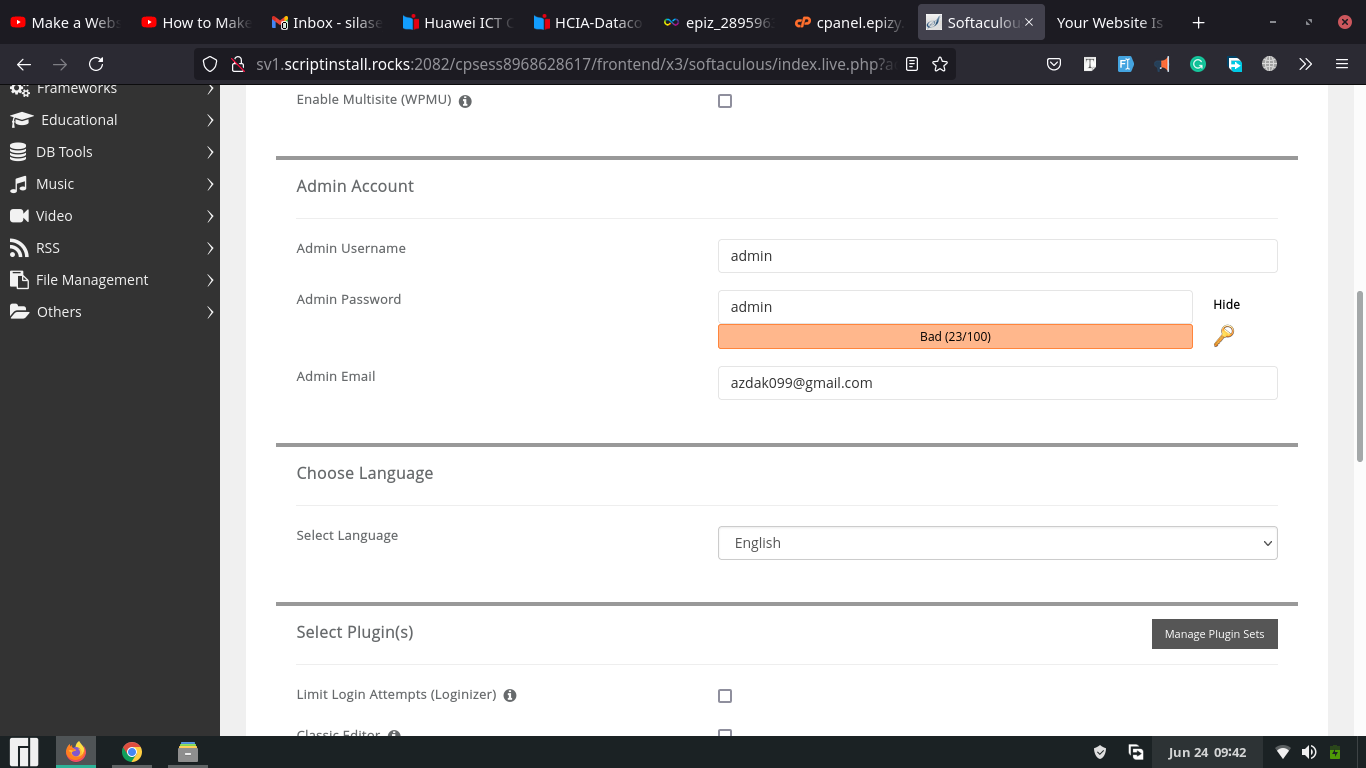 Make a Webs
How to Make
Inbox - silase
Huawei ICT C
HCIA-Dataco
epiz_289596
cpanel.epizy.
Softaculou
Your Website Is
sv1.scriptinstall.rocks:2082/cpsess8968628617/frontend/x3/softaculous/index.live.php?a
Frameworks
Educational
DB Tools
Music
Video
RSS
File Management
Others
Enable Multisite (WPMU)
Admin Account
Admin Username
admin
Admin Password
admin
Hide
Bad (23/100)
Admin Email
azdak099@gmail.com
Choose Language
Select Language
English
Select Plugin(s)
Manage Plugin Sets
Limit Login Attempts (Loginizer)
Classic Editor
Jun 24 09:42